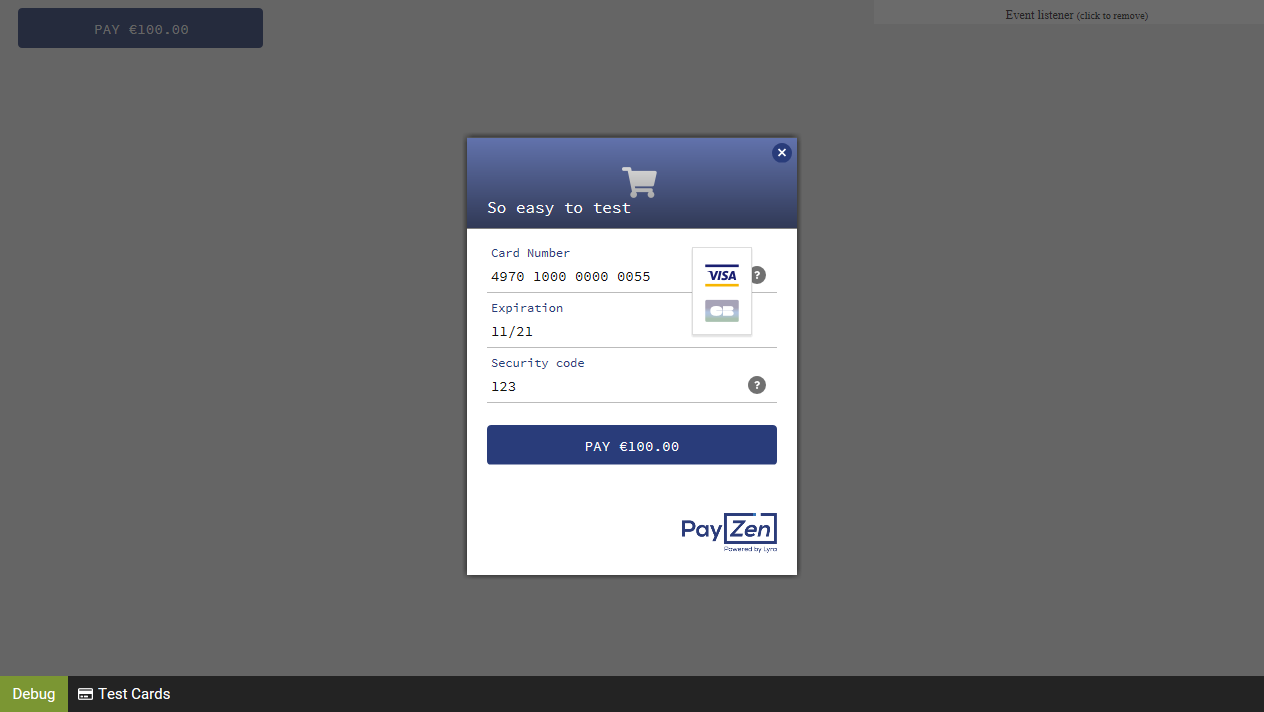 PAY €100.00
Event listener (click to remove)
So easy to test
Card Number
4970 1000 0000 0055
VISA
?
CB
Expiration
11/21
Security code
123
?
PAY €100.00
PayZen
Powered by Lyra
Debug
Test Cards